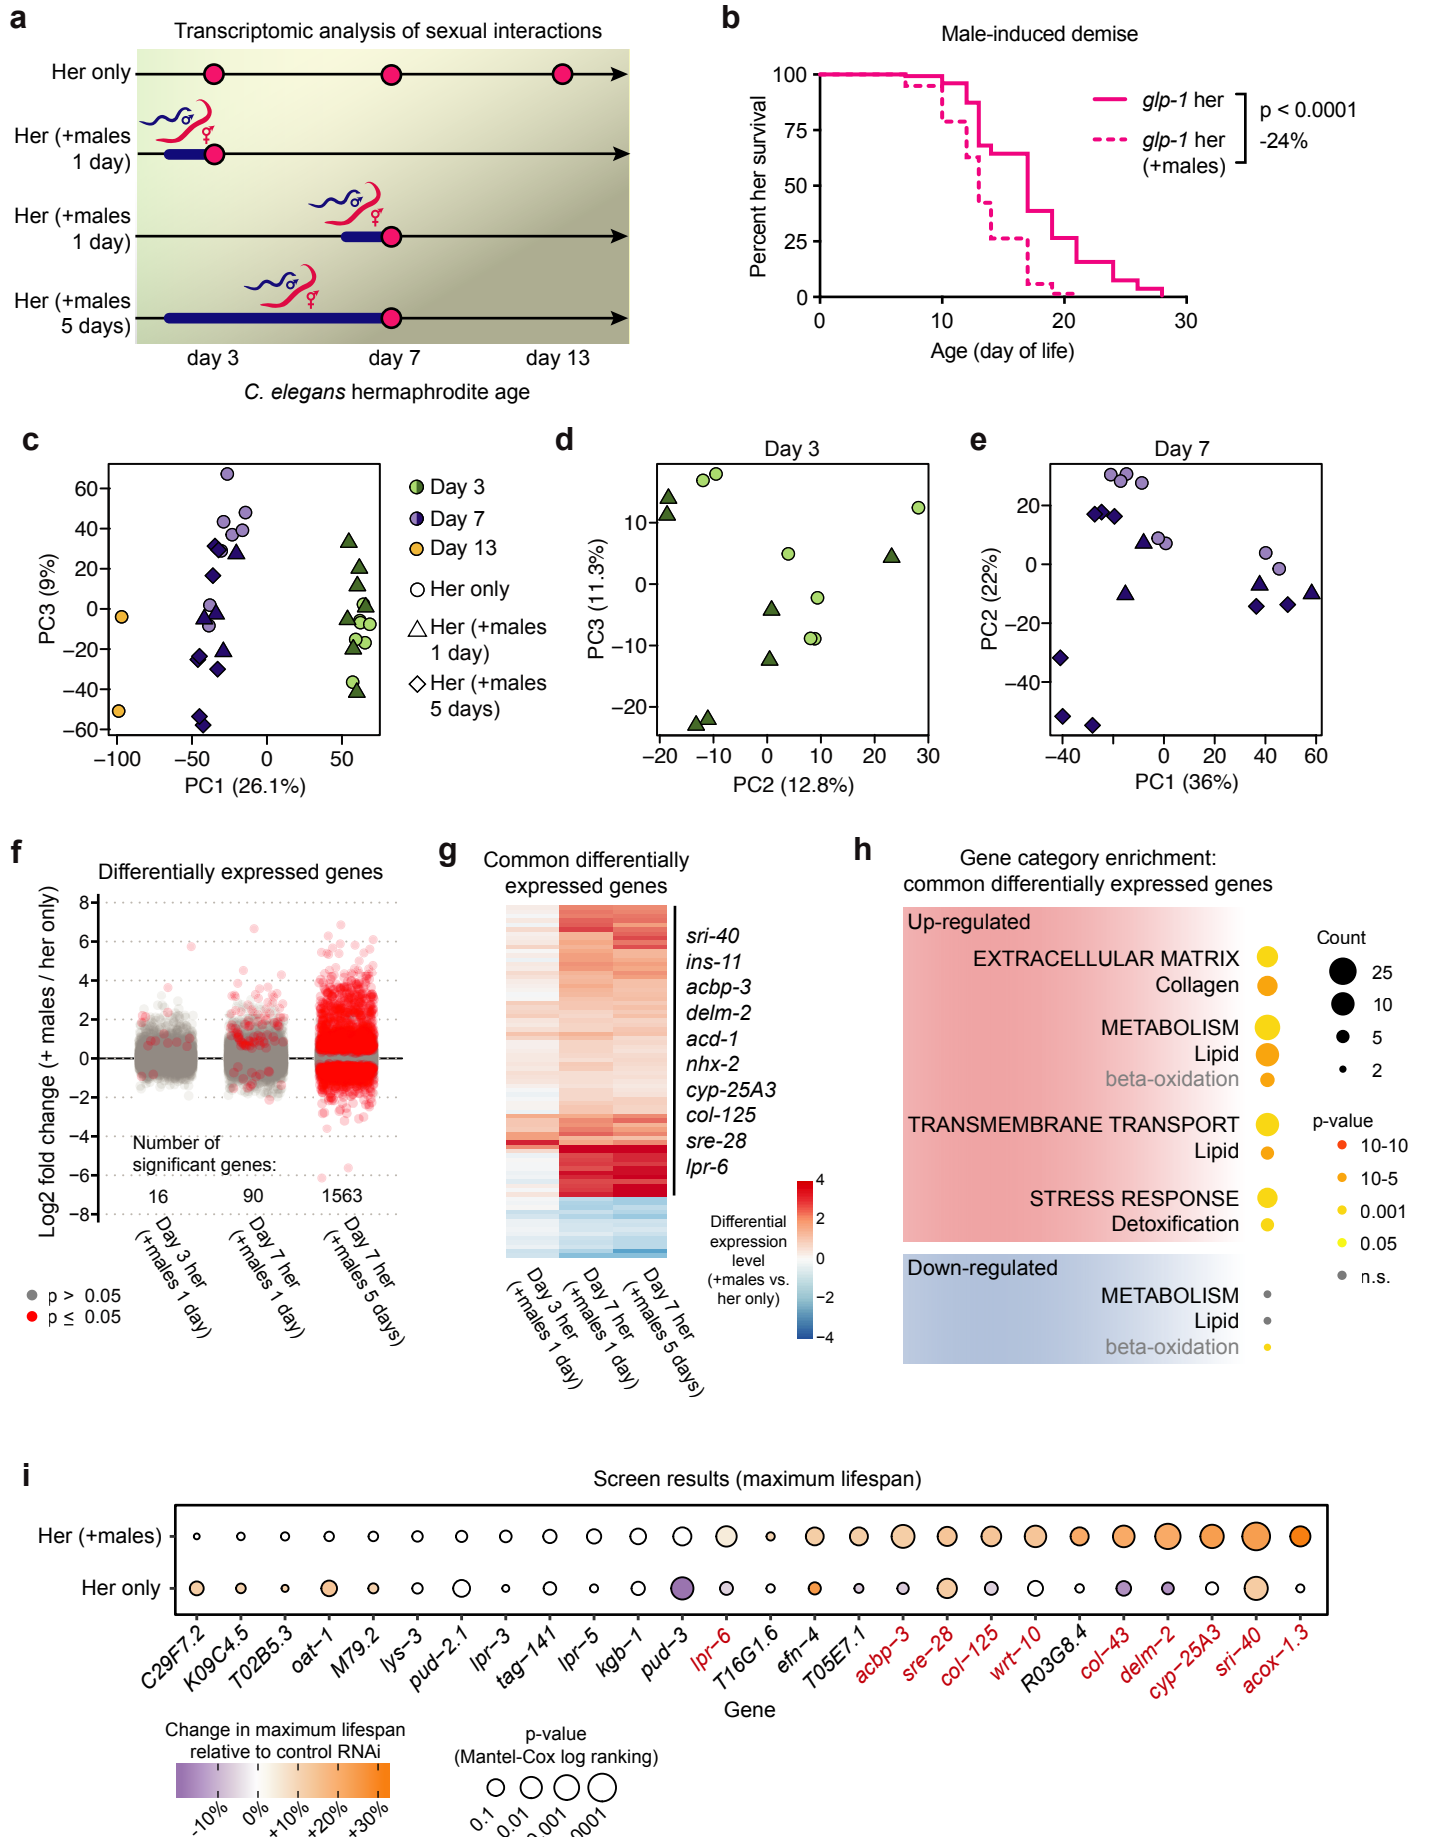 a
Transcriptomic analysis of sexual interactions
Her only
Her (+males
1 day)
Her (+males
1 day)
Her (+males
5 days)
day 3
day 7
day 13
C. elegans hermaphrodite age
b
Male-induced demise
Percent her survival
100
75
50
25
0
0
10
20
30
Age (day of life)
glp-1 her
glp-1 her
(+males)
p < 0.0001
-24%
c
PC3 (9%)
60
40
20
0
−20
−40
−60
−100
−50
0
50
PC1 (26.1%)
Day 3
Day 7
Day 13
Her only
Her (+males
1 day)
Her (+males
5 days)
d
Day 3
PC3 (11.3%)
10
0
−10
−20
−20
−10
0
10
20
30
PC2 (12.8%)
e
Day 7
PC2 (22%)
20
0
−20
−40
−40
0
20
40
60
PC1 (36%)
f
Differentially expressed genes
Log2 fold change (+ males / her only)
8
6
4
2
0
−2
−4
−6
−8
Number of
significant genes:
16
90
1563
Day 3 her
(+males 1 day)
Day 7 her
(+males 1 day)
Day 7 her
(+males 5 days)
p > 0.05
p ≤ 0.05
g
Common differentially
expressed genes
sri-40
ins-11
acbp-3
delm-2
acd-1
nhx-2
cyp-25A3
col-125
sre-28
lpr-6
Day 3 her
(+males 1 day)
Day 7 her
(+males 1 day)
Day 7 her
(+males 5 days)
Differential
expression
level
(+males vs.
her only)
4
2
0
−2
−4
h
Gene category enrichment:
common differentially expressed genes
Up-regulated
EXTRACELLULAR MATRIX
Collagen
METABOLISM
Lipid
beta-oxidation
TRANSMEMBRANE TRANSPORT
Lipid
STRESS RESPONSE
Detoxification
Down-regulated
METABOLISM
Lipid
beta-oxidation
Count
25
10
5
2
p-value
10-10
10-5
0.001
0.05
n.s.
i
Screen results (maximum lifespan)
Her (+males)
Her only
C29F7.2
K09C4.5
T02B5.3
oat−1
M79.2
lys−3
pud−2.1
lpr−3
tag−141
lpr−5
kgb−1
pud−3
lpr−6
T16G1.6
efn−4
T05E7.1
acbp−3
sre−28
col−125
wrt−10
R03G8.4
col−43
delm−2
cyp−25A3
sri−40
acox−1.3
Gene
Change in maximum lifespan
relative to control RNAi
-10%
0%
+10%
+20%
+30%
p-value
(Mantel-Cox log ranking)
0.1
0.01